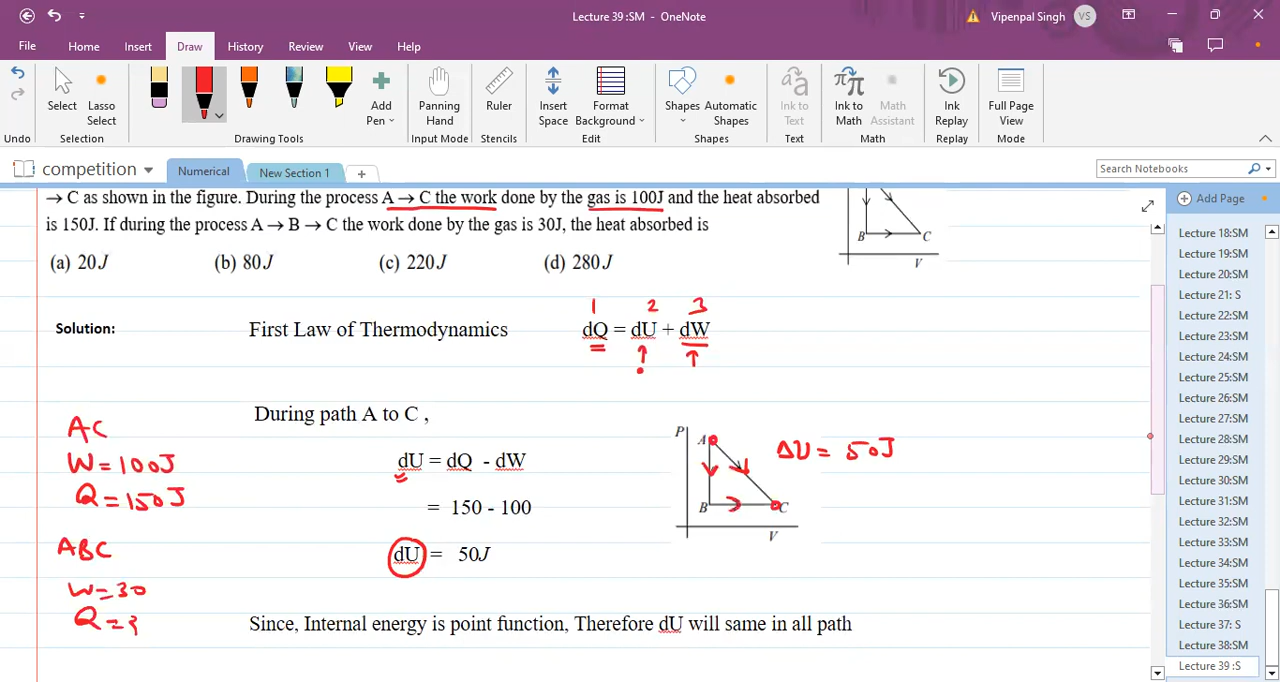 Lecture 39 :SM - OneNote
Vipenpal Singh
VS
File
Home
Insert
Draw
History
Review
View
Help
Undo
Select
Lasso Select
Add Pen
Panning Hand
Ruler
Insert Space
Format Background
Shapes
Automatic Shapes
Ink to Text
Ink to Math
Math Assistant
Ink Replay
Full Page View
Selection
Drawing Tools
Input Mode
Stencils
Edit
Shapes
Text
Math
Replay
Mode
competition
Numerical
New Section 1
Search Notebooks
→ C as shown in the figure. During the process A → C the work done by the gas is 100J and the heat absorbed
is 150J. If during the process A → B → C the work done by the gas is 30J, the heat absorbed is
B
C
V
(a) 20J (b) 80J (c) 220J (d) 280J
1 2 3
Solution: First Law of Thermodynamics dQ = dU + dW
During path A to C ,
AC
W = 100J
Q = 150J
dU = dQ - dW
= 150 - 100
dU = 50J
P
A
B
C
V
ΔU = 50J
ABC
W = 30
Q = ?
Since, Internal energy is point function, Therefore dU will same in all path
Add Page
Lecture 18:SM
Lecture 19:SM
Lecture 20:SM
Lecture 21: S
Lecture 22:SM
Lecture 23:SM
Lecture 24:SM
Lecture 25:SM
Lecture 26:SM
Lecture 27:SM
Lecture 28:SM
Lecture 29:SM
Lecture 30:SM
Lecture 31:SM
Lecture 32:SM
Lecture 33:SM
Lecture 34:SM
Lecture 35:SM
Lecture 36:SM
Lecture 37: S
Lecture 38:SM
Lecture 39 :S